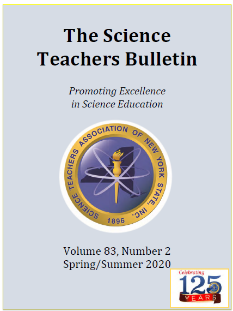 The Science
Teachers Bulletin
Promoting Excellence
in Science Education
SCIENCE TEACHERS ASSOCIATION OF NEW YORK STATE, INC.
1896
Volume 83, Number 2
Spring/Summer 2020
Celebrating
125
YEARS